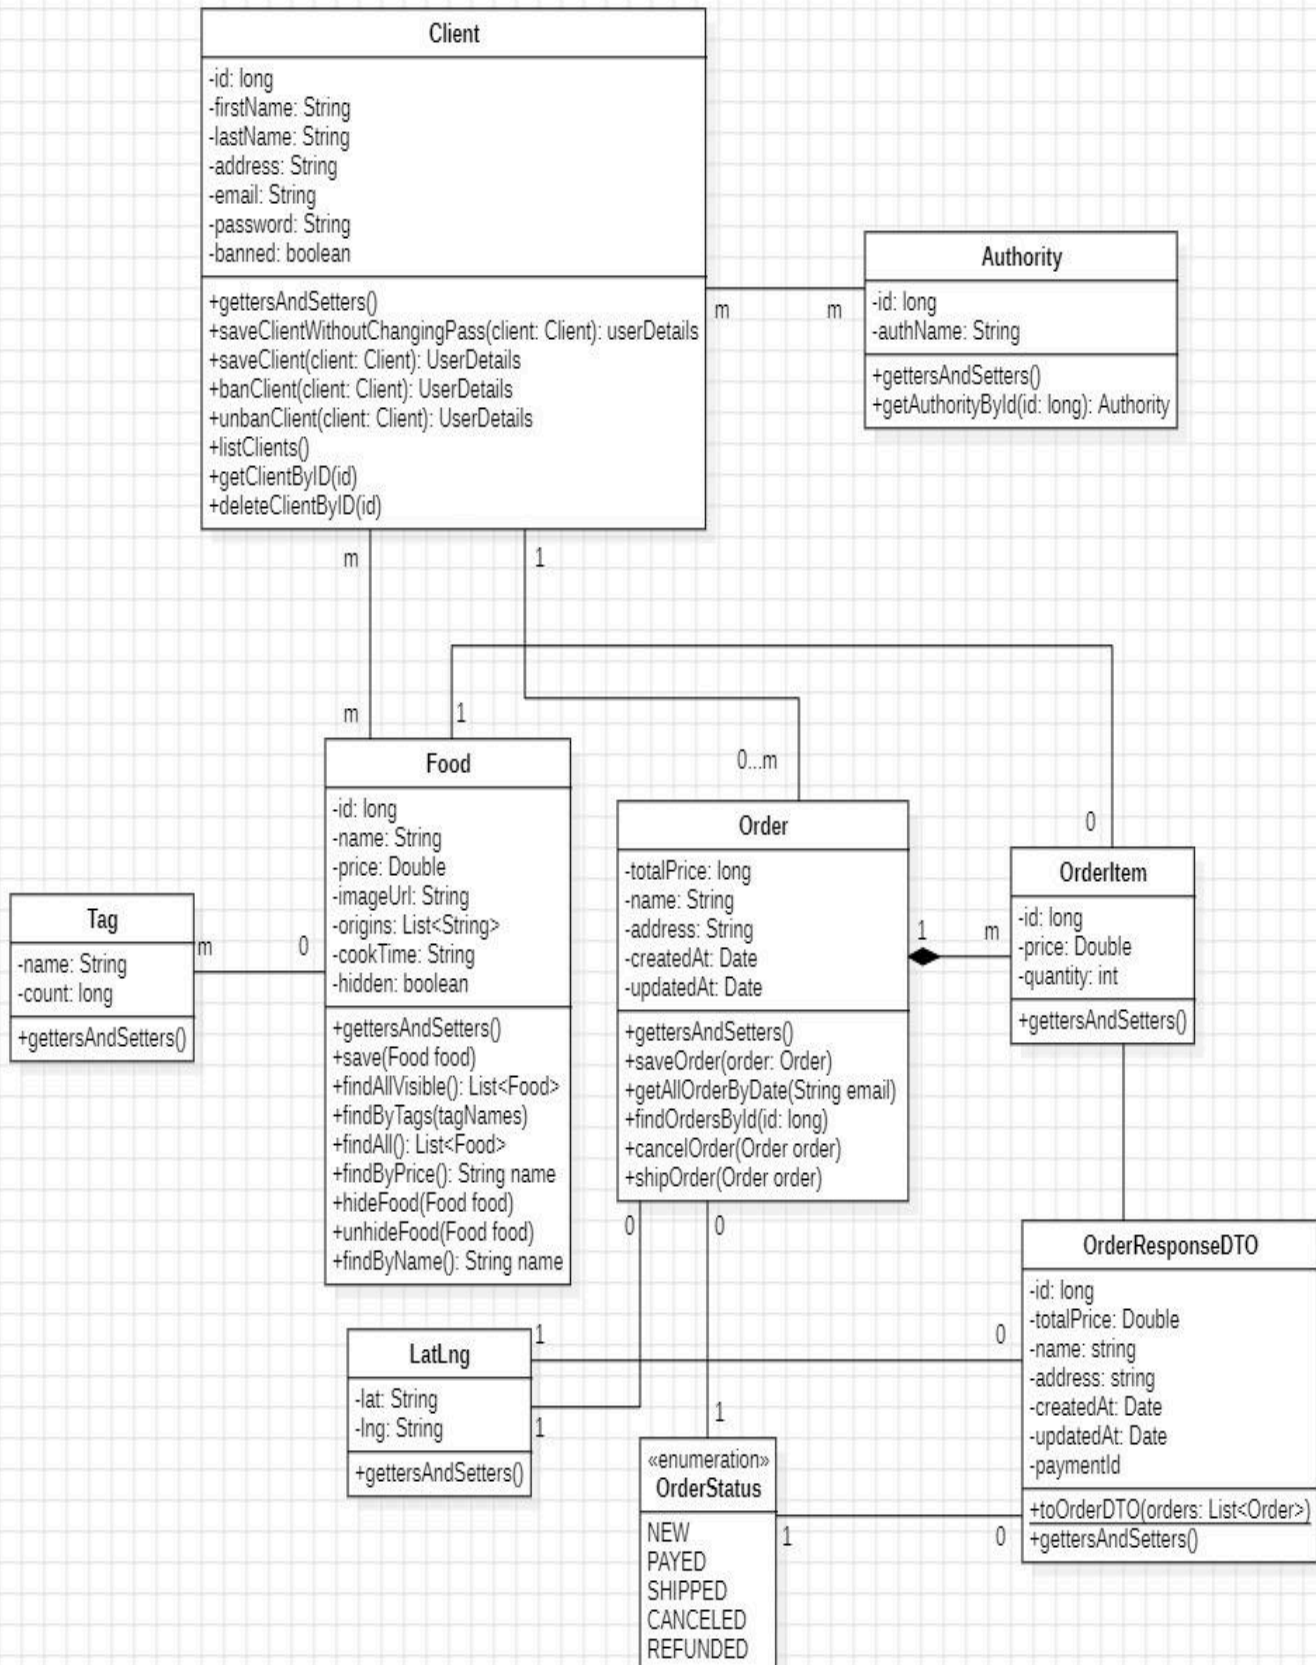 Client
-id: long
-firstName: String
-lastName: String
-address: String
-email: String
-password: String
-banned: boolean
+gettersAndSetters()
+saveClientWithoutChangingPass(client: Client): userDetails
+saveClient(client: Client): UserDetails
+banClient(client: Client): UserDetails
+unbanClient(client: Client): UserDetails
+listClients()
+getClientByID(id)
+deleteClientByID(id)
m
m
Authority
-id: long
-authName: String
+gettersAndSetters()
+getAuthorityById(id: long): Authority
m
1
m
1
0...m
0
Food
-id: long
-name: String
-price: Double
-imageUrl: String
-origins: List<String>
-cookTime: String
-hidden: boolean
+gettersAndSetters()
+save(Food food)
+findAllVisible(): List<Food>
+findByTags(tagNames)
+findAll(): List<Food>
+findByPrice(): String name
+hideFood(Food food)
+unhideFood(Food food)
+findByName(): String name
Tag
-name: String
-count: long
+gettersAndSetters()
m
0
Order
-totalPrice: long
-name: String
-address: String
-createdAt: Date
-updatedAt: Date
+gettersAndSetters()
+saveOrder(order: Order)
+getAllOrderByDate(String email)
+findOrdersById(id: long)
+cancelOrder(Order order)
+shipOrder(Order order)
1
m
OrderItem
-id: long
-price: Double
-quantity: int
+gettersAndSetters()
0
0
LatLng
-lat: String
-lng: String
+gettersAndSetters()
1
0
1
1
«enumeration»
OrderStatus
NEW
PAYED
SHIPPED
CANCELED
REFUNDED
1
0
OrderResponseDTO
-id: long
-totalPrice: Double
-name: string
-address: string
-createdAt: Date
-updatedAt: Date
-paymentId
+toOrderDTO(orders: List<Order>)
+gettersAndSetters()